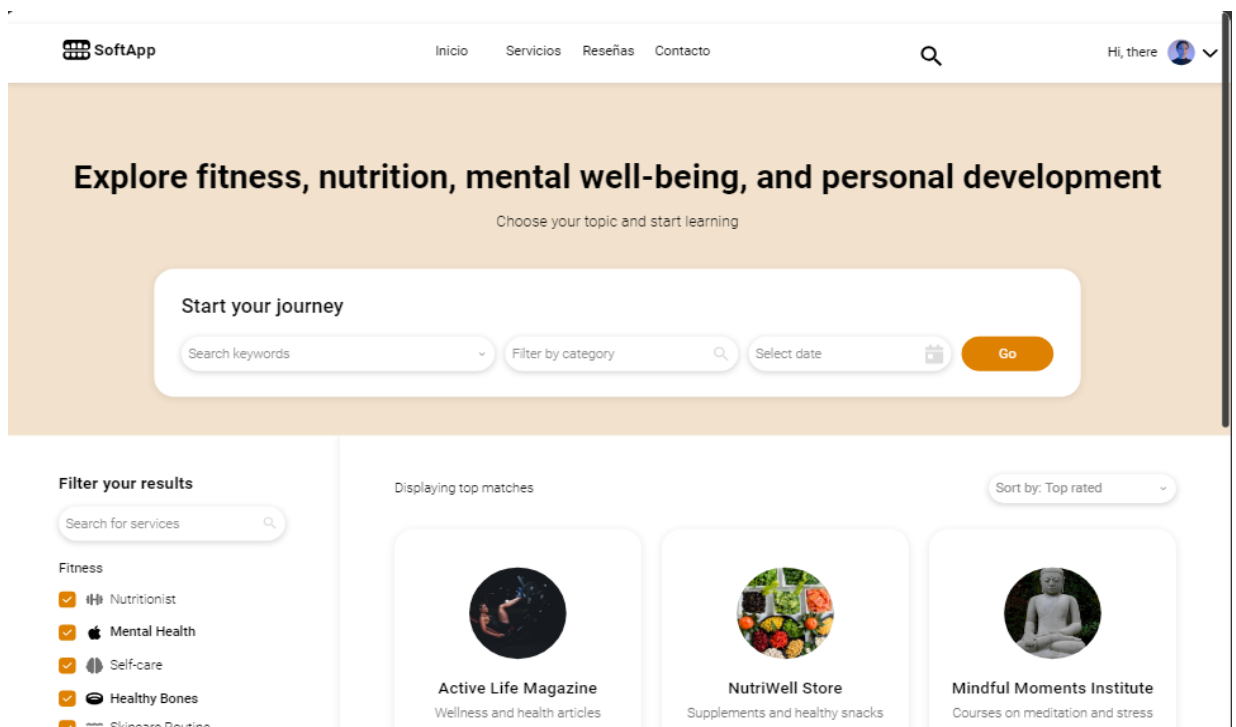 SoftApp
Inicio Servicios Reseñas Contacto
Hi, there
Explore fitness, nutrition, mental well-being, and personal development
Choose your topic and start learning
Start your journey
Search keywords
Filter by category
Select date
Go
Filter your results
Search for services
Fitness
Nutritionist
Mental Health
Self-care
Healthy Bones
Skincare Routine
Displaying top matches
Sort by: Top rated
Active Life Magazine
Wellness and health articles
NutriWell Store
Supplements and healthy snacks
Mindful Moments Institute
Courses on meditation and stress